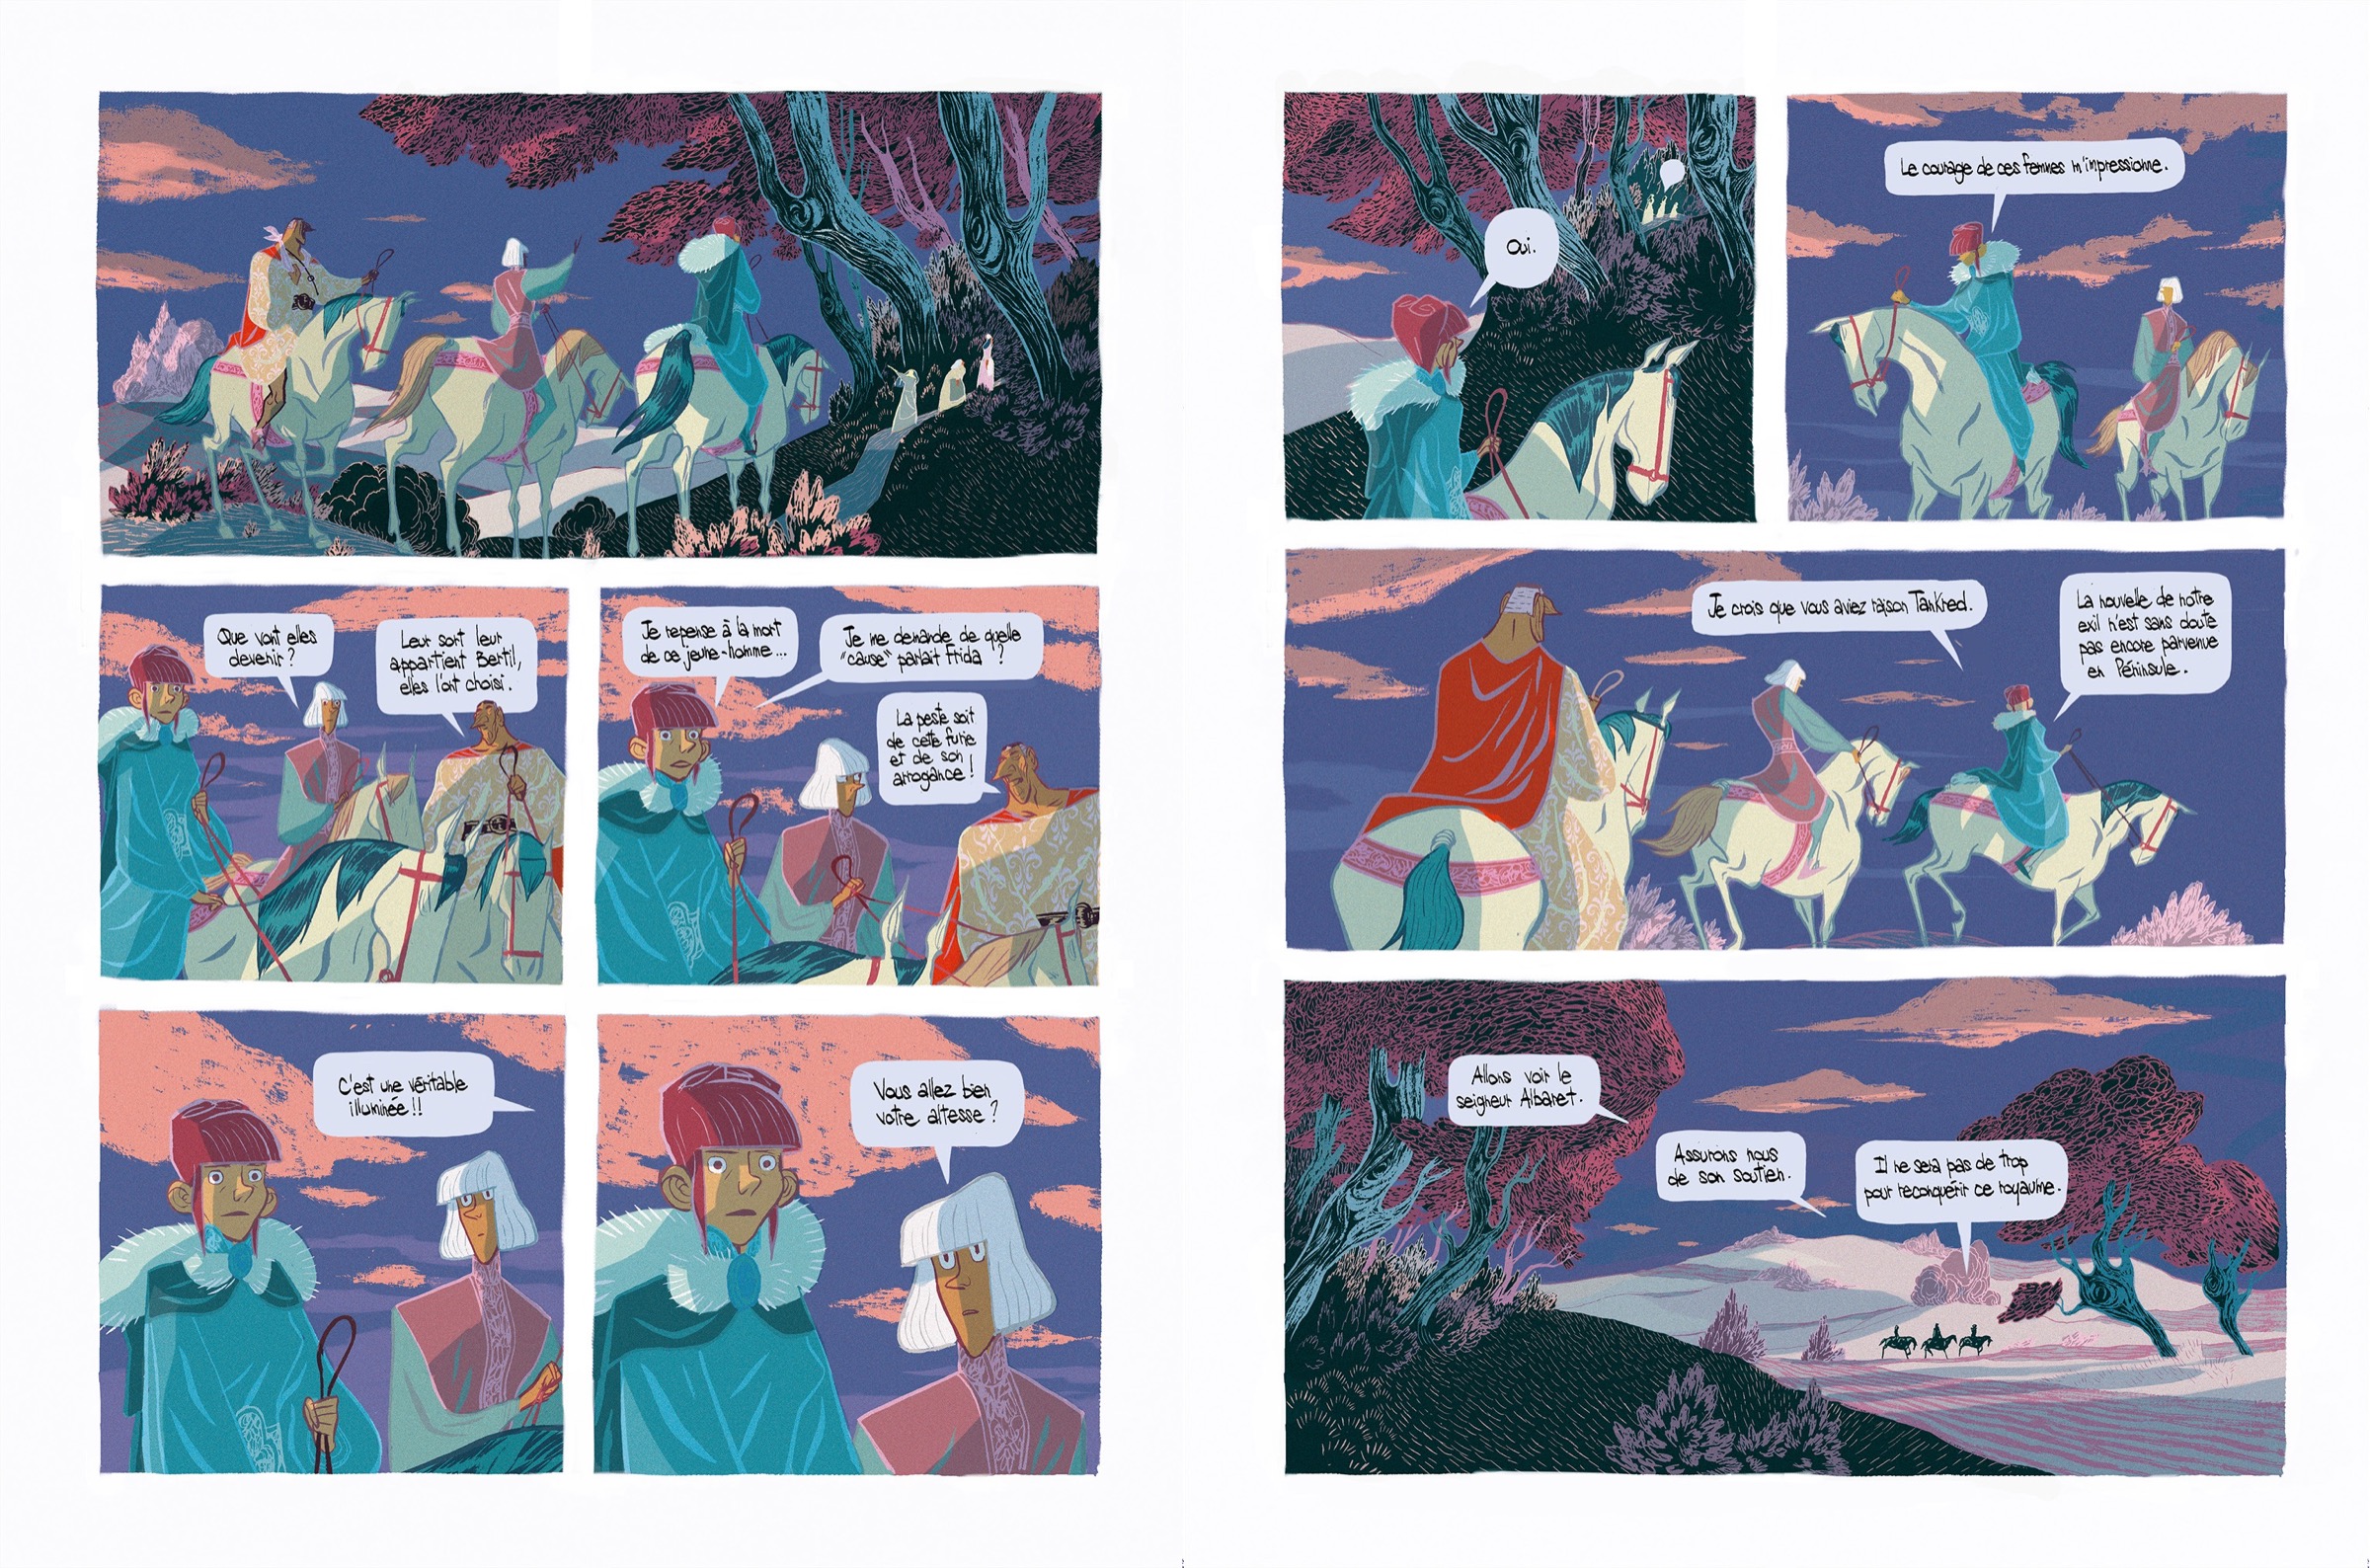 Que vont elles
devenir ?
Leur sort leur
appartient Bertil,
elles l'ont choisi.
Je repense à la mort
de ce jeune-homme...
Je me demande de quelle
"cause" parlait Frida ?
La peste soit
de cette furie
et de son
arrogance !
C'est une véritable
illuminée !!
Vous allez bien
votre altesse ?
Oui.
Le courage de ces femmes m'impressionne.
Je crois que vous aviez raison Tankred.
La nouvelle de notre
exil n'est sans doute
pas encore parvenue
en Péninsule.
Allons voir le
seigneur Albaret.
Assurons nous
de son soutien.
Il ne sera pas de trop
pour reconquérir ce royaume.